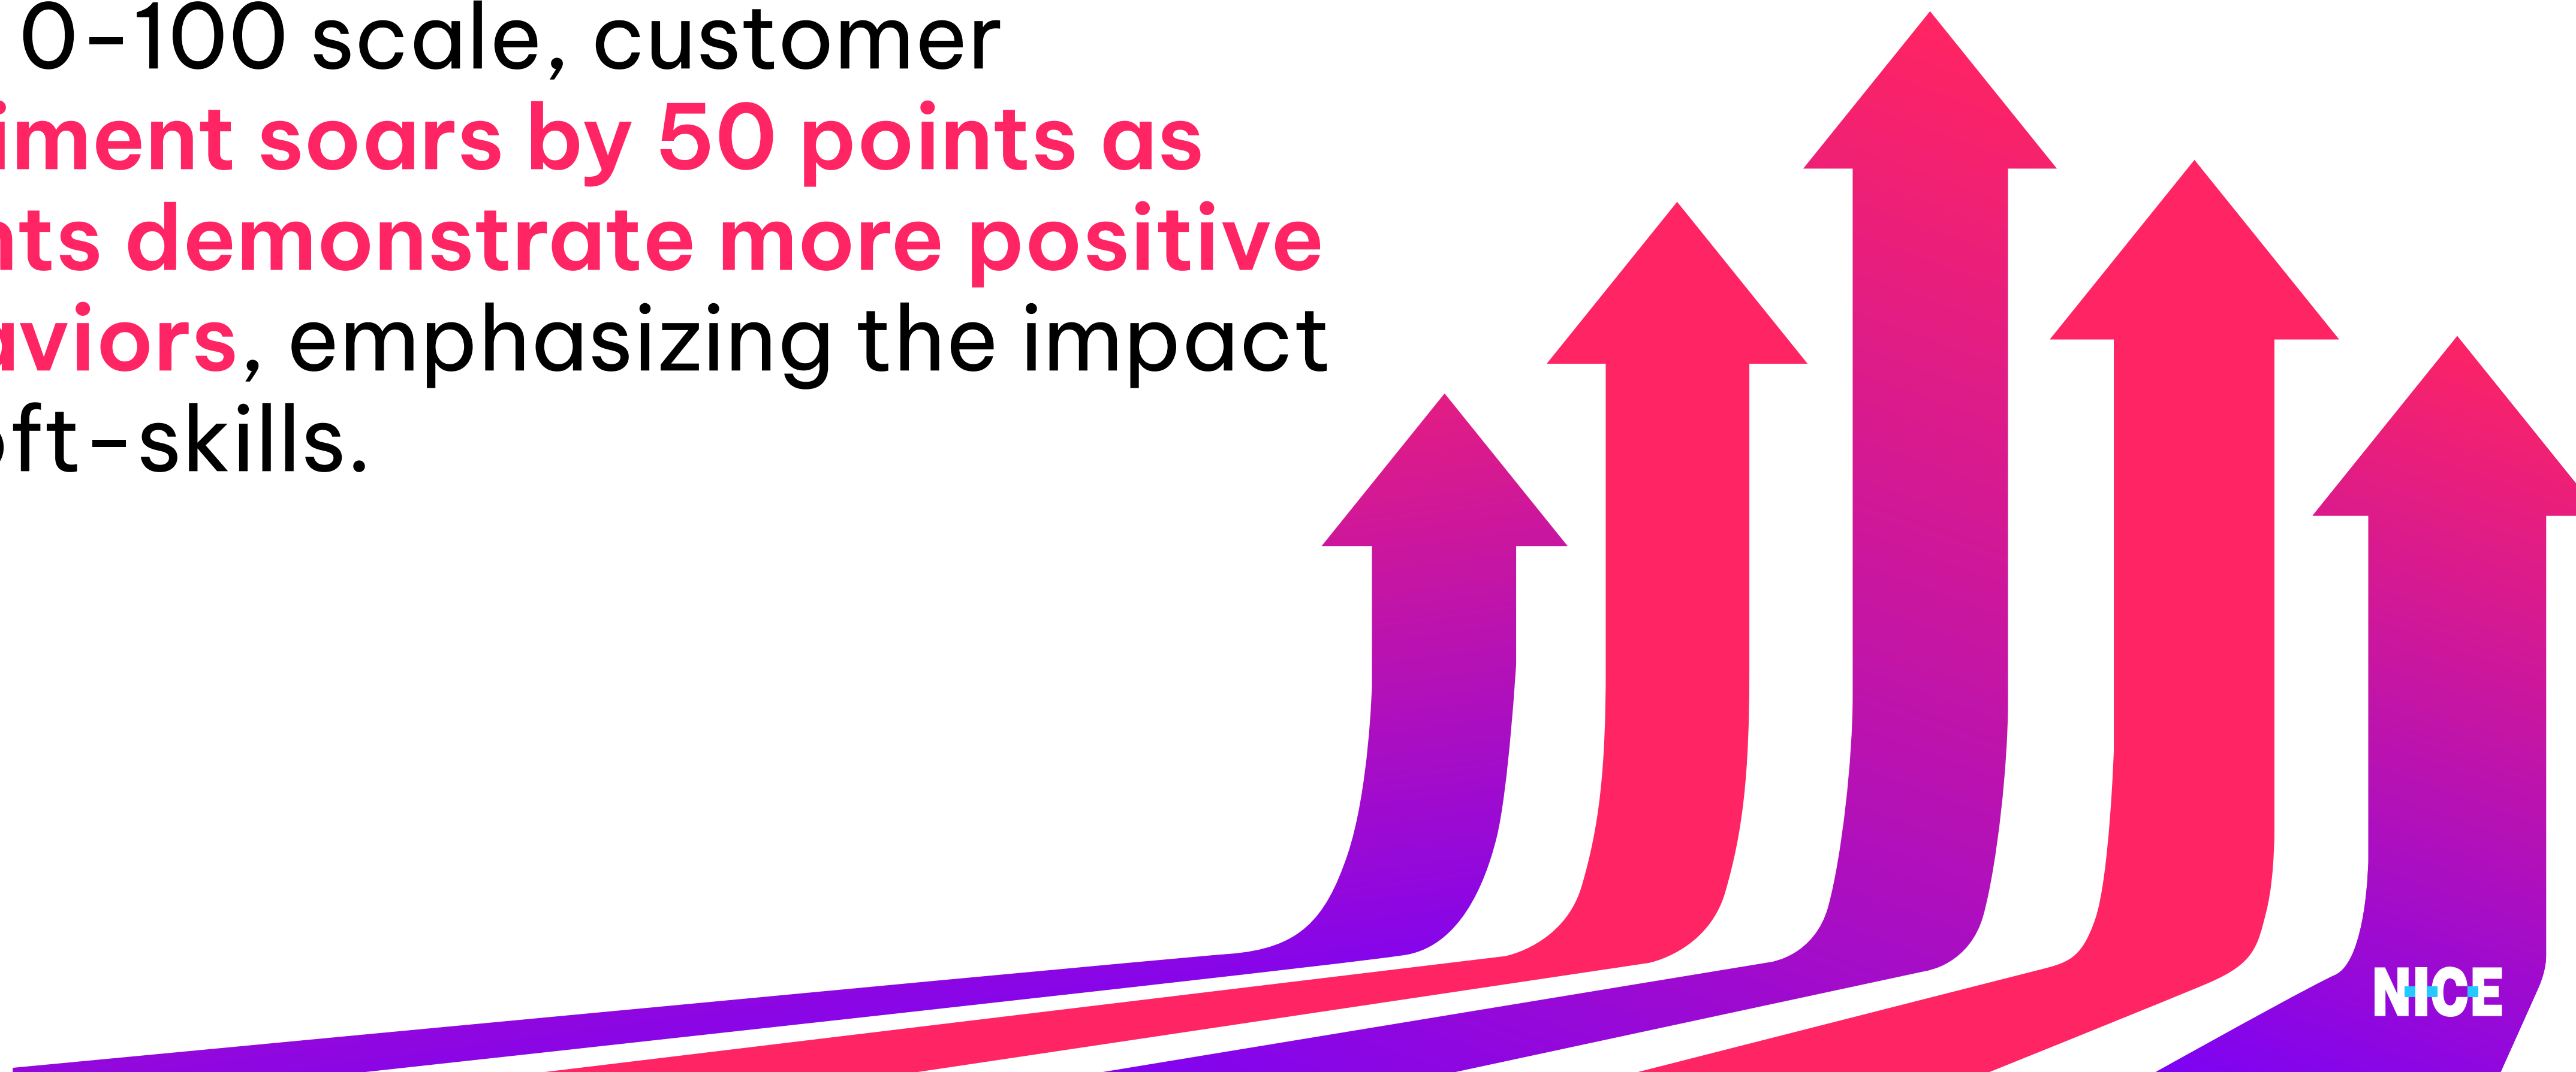 0-100 scale, customer
iment soars by 50 points as
nts demonstrate more positive
aviors, emphasizing the impact
oft-skills.
NICE